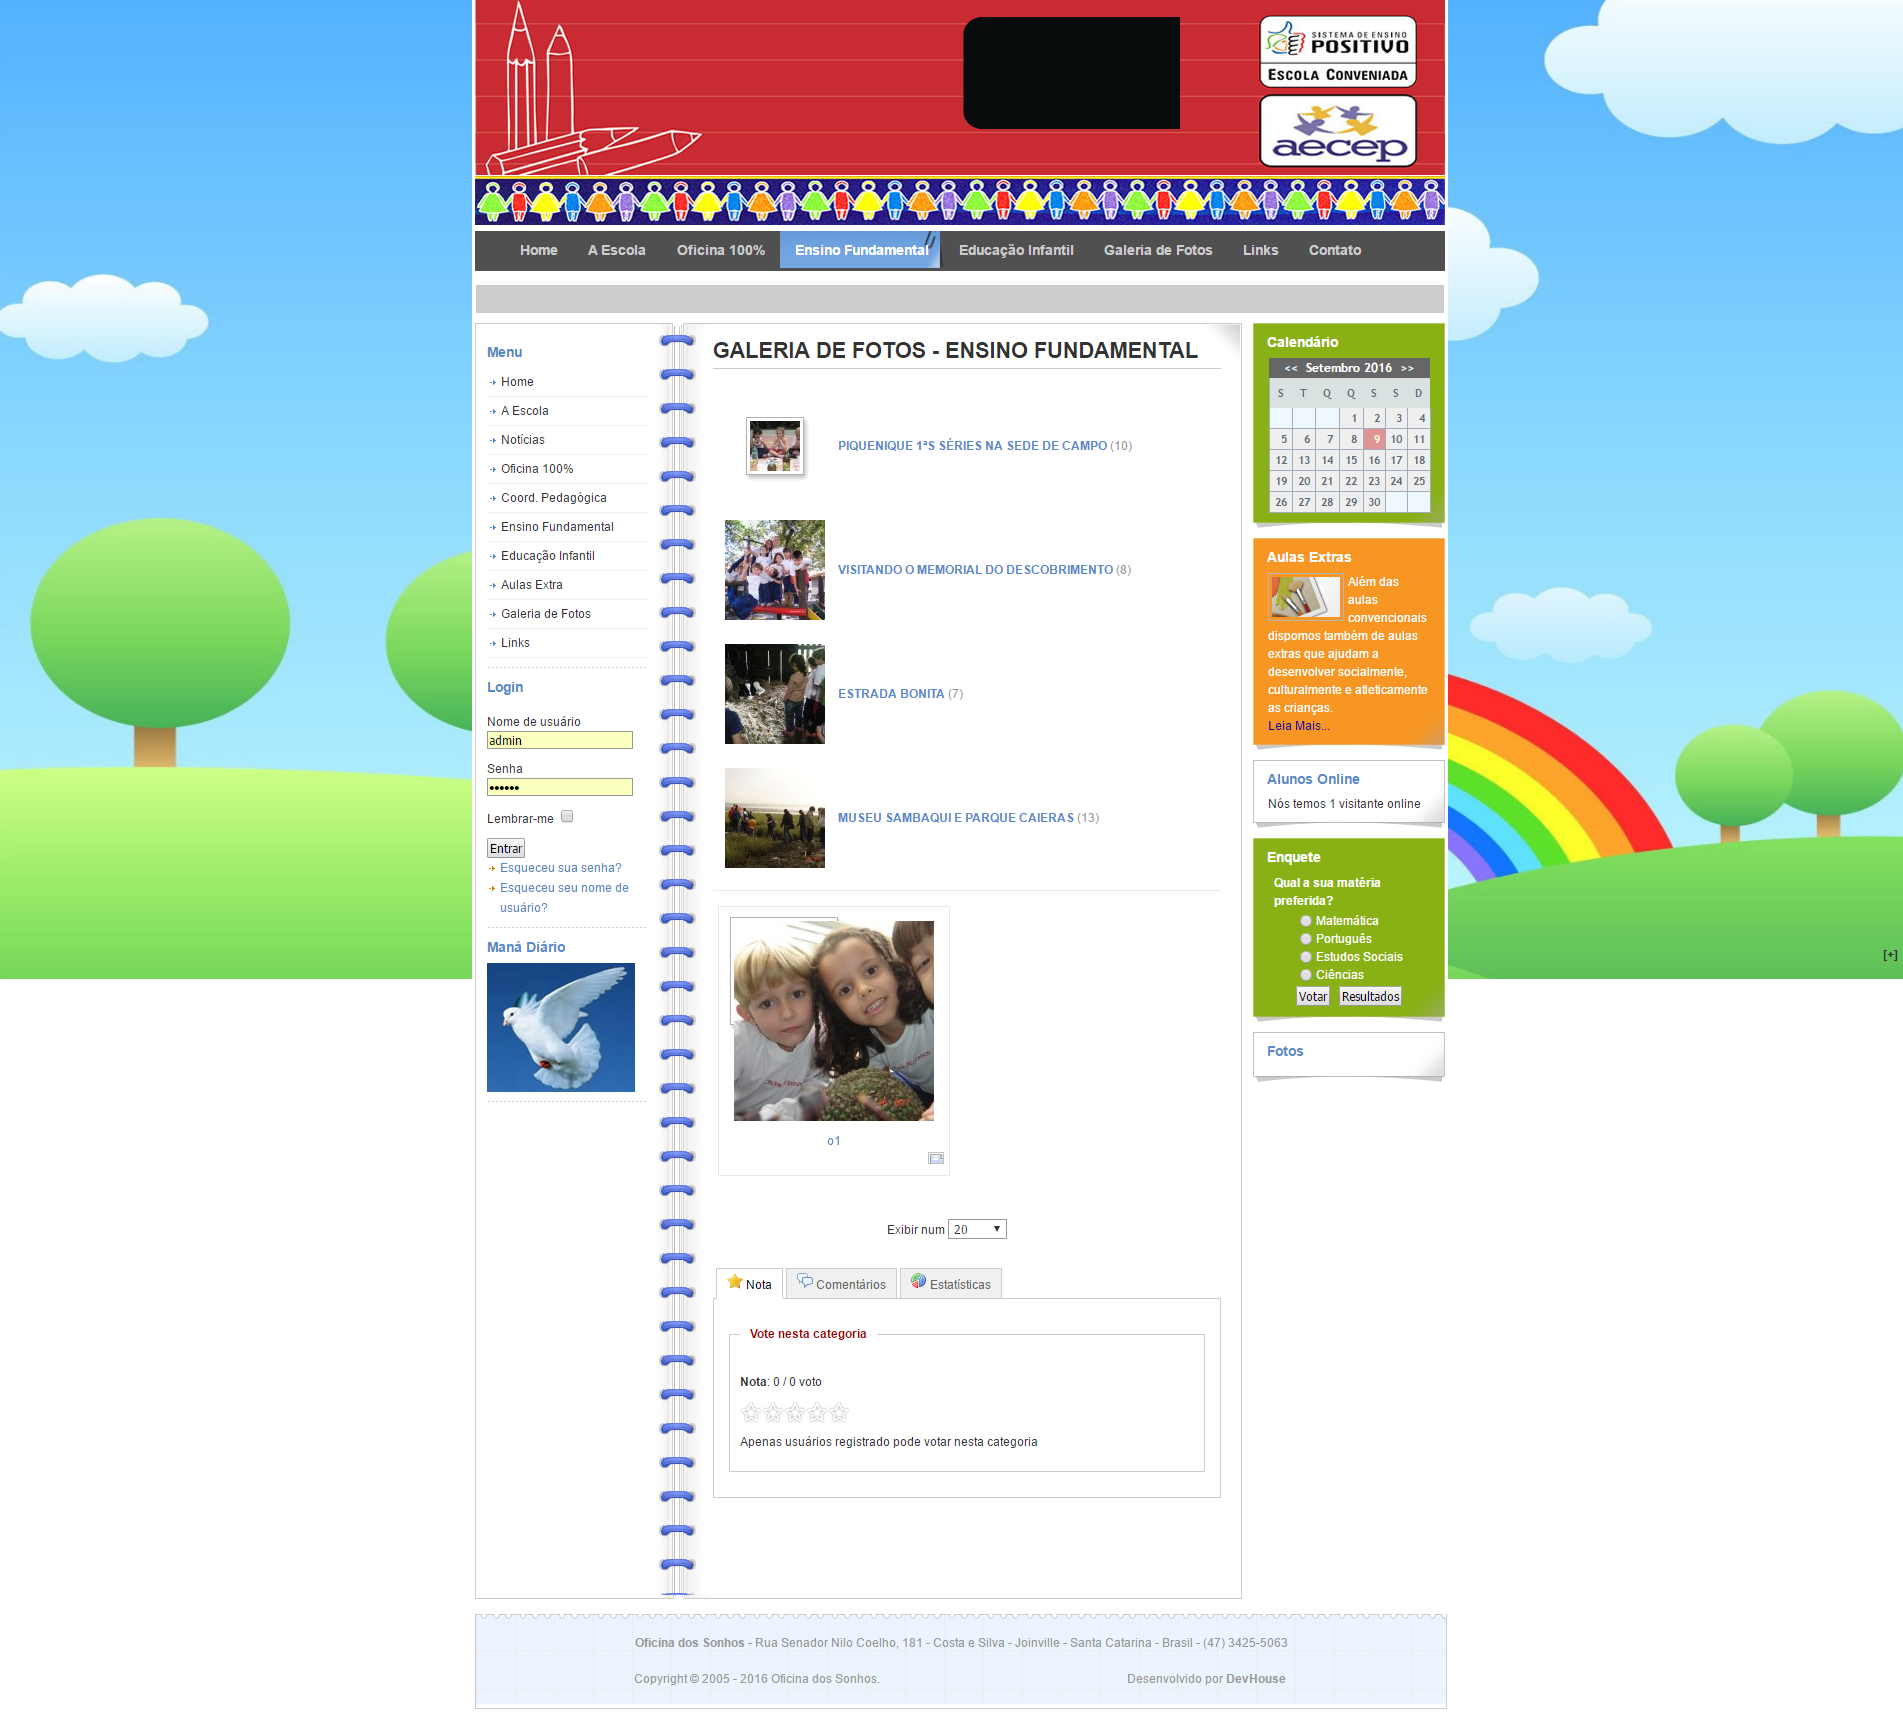 SISTEMA DE ENSINO
POSITIVO
ESCOLA CONVENIADA
aecep
Home A Escola Oficina 100% Ensino Fundamental Educação Infantil Galeria de Fotos Links Contato
Menu
Home
A Escola
Notícias
Oficina 100%
Coord. Pedagógica
Ensino Fundamental
Educação Infantil
Aulas Extra
Galeria de Fotos
Links
Login
Nome de usuário
admin
Senha
••••••
Lembrar-me
Entrar
Esqueceu sua senha?
Esqueceu seu nome de
usuário?
Maná Diário
GALERIA DE FOTOS - ENSINO FUNDAMENTAL
PIQUENIQUE 1ªS SÉRIES NA SEDE DE CAMPO (10)
VISITANDO O MEMORIAL DO DESCOBRIMENTO (8)
ESTRADA BONITA (7)
MUSEU SAMBAQUI E PARQUE CAIERAS (13)
o1
Exibir num 20
Nota Comentários Estatísticas
Vote nesta categoria
Nota: 0 / 0 voto
Apenas usuários registrado pode votar nesta categoria
Calendário
<< Setembro 2016 >>
S T Q Q S S D
1 2 3 4
5 6 7 8 9 10 11
12 13 14 15 16 17 18
19 20 21 22 23 24 25
26 27 28 29 30
Aulas Extras
Além das
aulas
convencionais
dispomos também de aulas
extras que ajudam a
desenvolver socialmente,
culturalmente e atleticamente
as crianças.
Leia Mais...
Alunos Online
Nós temos 1 visitante online
Enquete
Qual a sua matéria
preferida?
Matemática
Português
Estudos Sociais
Ciências
Votar Resultados
Fotos
[+]
Oficina dos Sonhos - Rua Senador Nilo Coelho, 181 - Costa e Silva - Joinville - Santa Catarina - Brasil - (47) 3425-5063
Copyright © 2005 - 2016 Oficina dos Sonhos. Desenvolvido por DevHouse